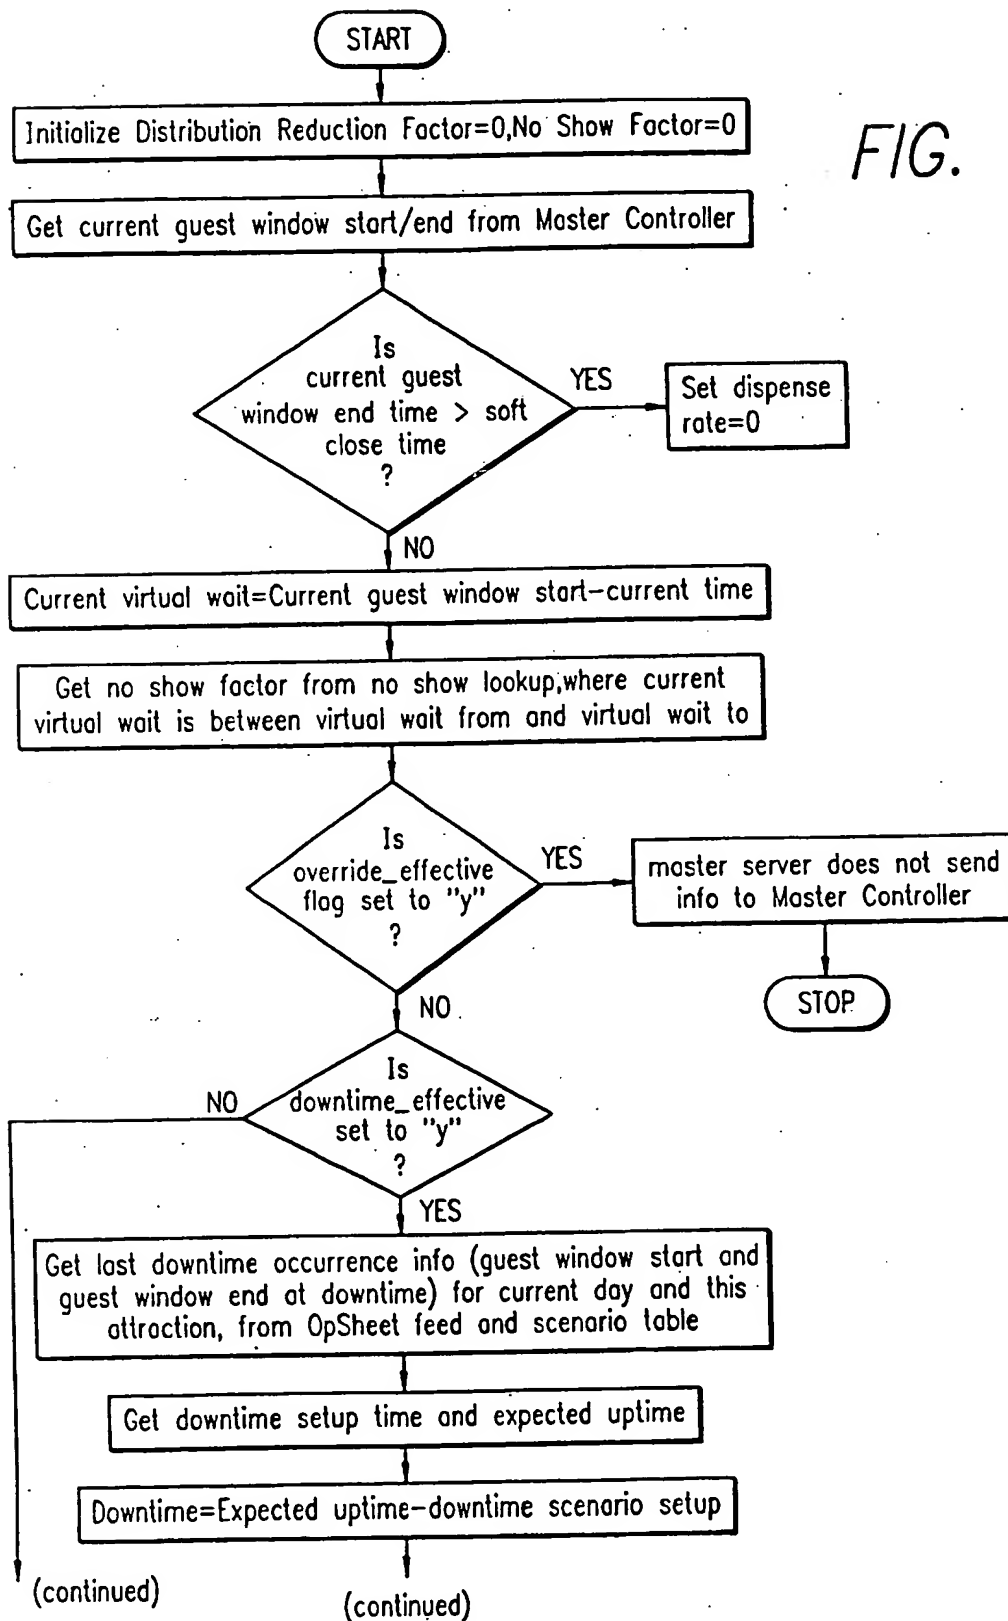 START
Initialize Distribution Reduction Factor=0,No Show Factor=0
FIG.
Get current guest window start/end from Master Controller
Is
current guest
window end time > soft
close time
?
YES
Set dispense
rate=0
NO
Current virtual wait=Current guest window start-current time
Get no show factor from no show lookup,where current
virtual wait is between virtual wait from and virtual wait to
Is
override_effective
flag set to "y"
?
YES
master server does not send
info to Master Controller
STOP
NO
Is
downtime_effective
set to "y"
?
NO
YES
Get last downtime occurrence info (guest window start and
guest window end at downtime) for current day and this
attraction, from OpSheet feed and scenario table
Get downtime setup time and expected uptime
Downtime=Expected uptime-downtime scenario setup
(continued)
(continued)